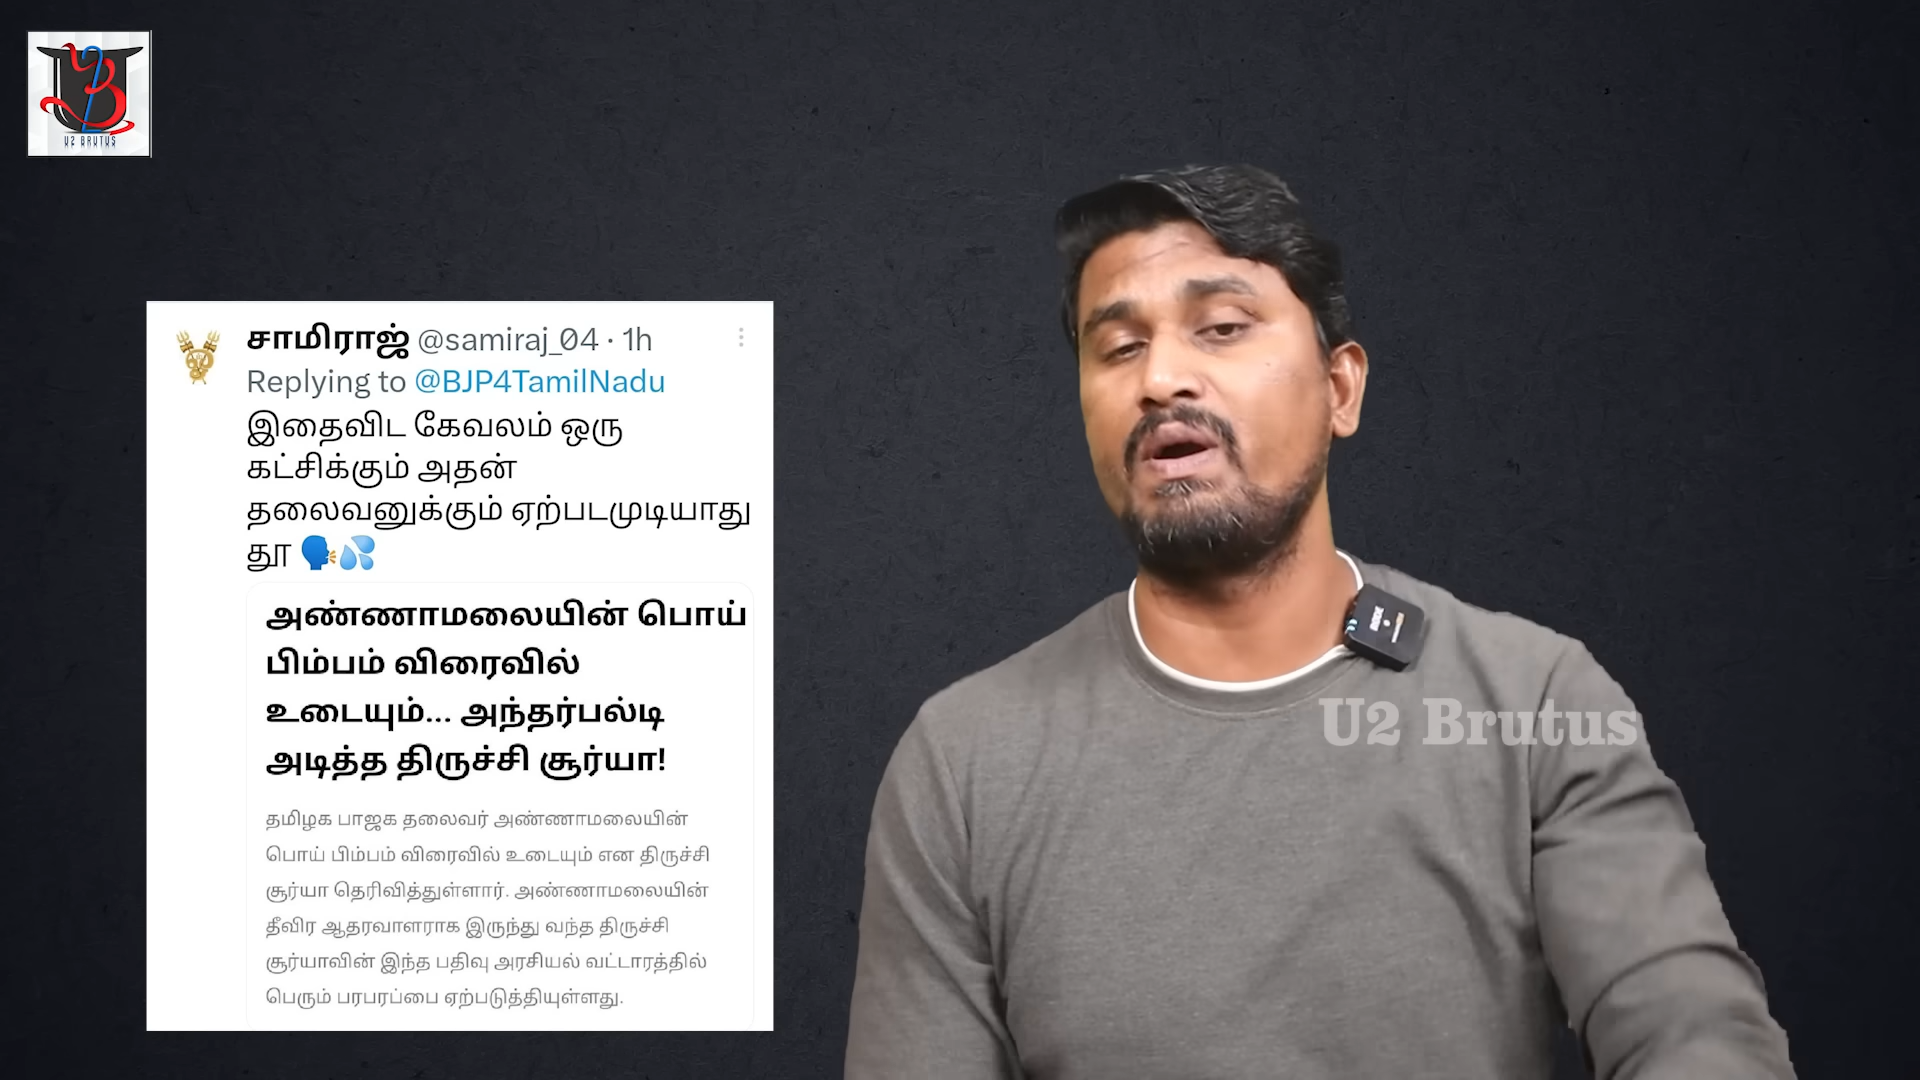 U2 BRUTUS
சாமிராஜ் @samiraj_04 · 1h
Replying to @BJP4TamilNadu
இதைவிட கேவலம் ஒரு
கட்சிக்கும் அதன்
தலைவனுக்கும் ஏற்படமுடியாது
தூ 🗣️💦
அண்ணாமலையின் பொய்
பிம்பம் விரைவில்
உடையும்... அந்தர்பல்டி
அடித்த திருச்சி சூர்யா!
தமிழக பாஜக தலைவர் அண்ணாமலையின்
பொய் பிம்பம் விரைவில் உடையும் என திருச்சி
சூர்யா தெரிவித்துள்ளார். அண்ணாமலையின்
தீவிர ஆதரவாளராக இருந்து வந்த திருச்சி
சூர்யாவின் இந்த பதிவு அரசியல் வட்டாரத்தில்
பெரும் பரபரப்பை ஏற்படுத்தியுள்ளது.
RODE
U2 Brutus